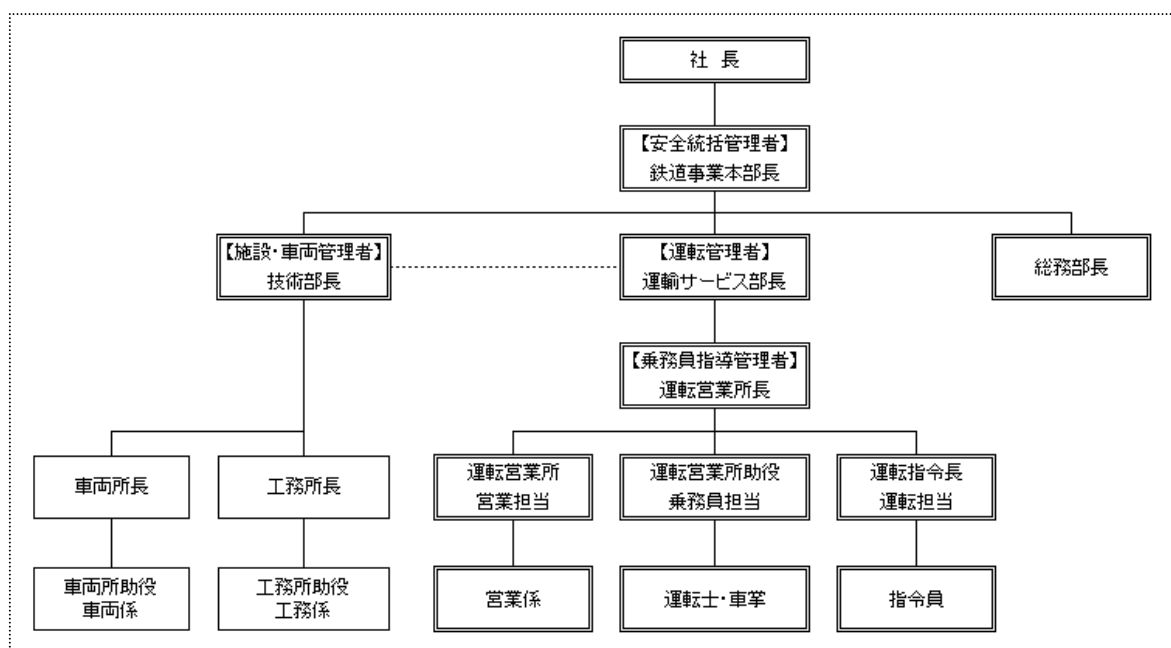 社 長
【安全統括管理者】
鉄道事業本部長
【施設・車両管理者】
技術部長
【運転管理者】
運輸サービス部長
総務部長
【乗務員指導管理者】
運転営業所長
車両所長
工務所長
運転営業所
営業担当
運転営業所助役
乗務員担当
運転指令長
運転担当
車両所助役
車両係
工務所助役
工務係
営業係
運転士・車掌
指令員